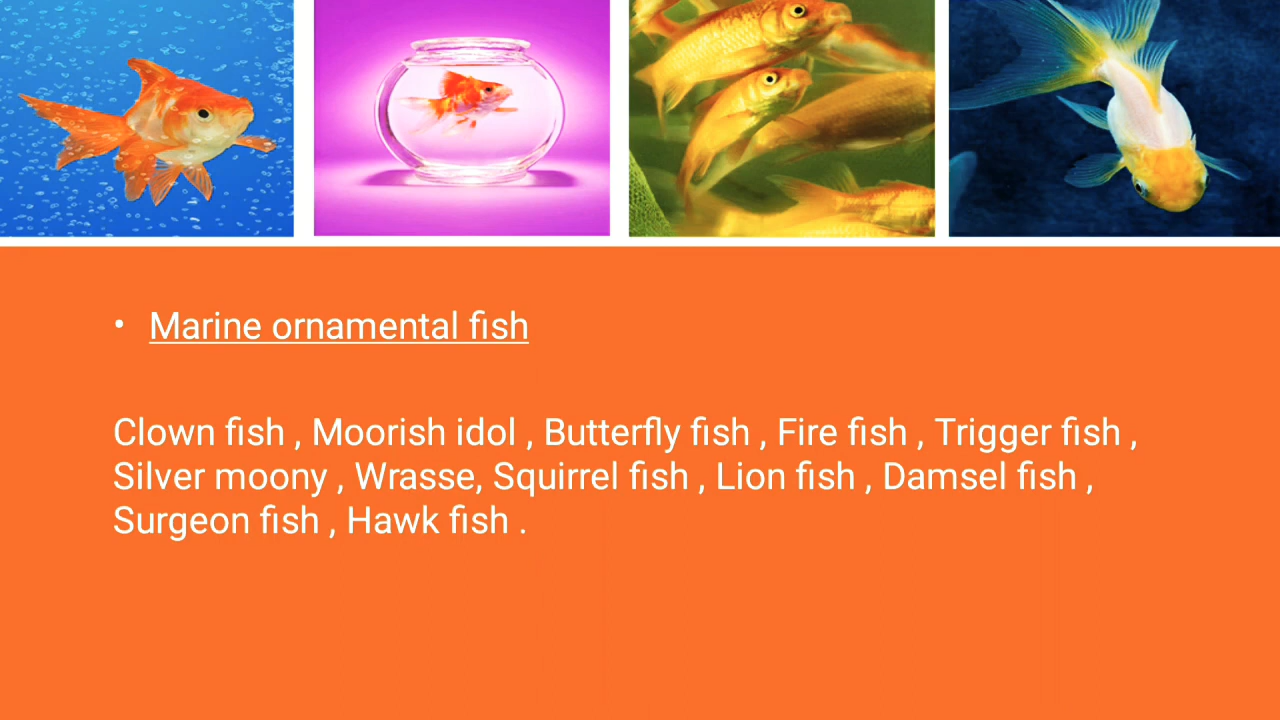 • Marine ornamental fish
Clown fish , Moorish idol , Butterfly fish , Fire fish , Trigger fish ,
Silver moony , Wrasse, Squirrel fish , Lion fish , Damsel fish ,
Surgeon fish , Hawk fish .